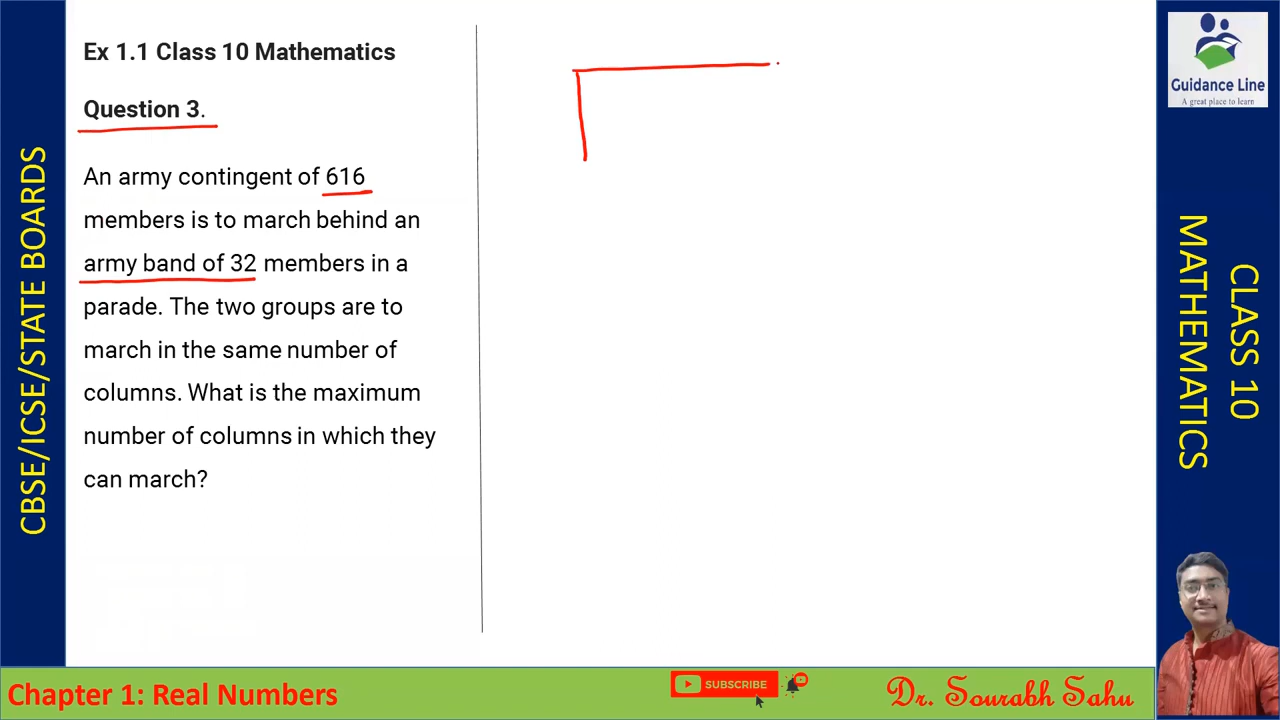 CBSE/ICSE/STATE BOARDS
Ex 1.1 Class 10 Mathematics
Question 3.
An army contingent of 616
members is to march behind an
army band of 32 members in a
parade. The two groups are to
march in the same number of
columns. What is the maximum
number of columns in which they
can march?
Guidance Line
A great place to learn
CLASS 10
MATHEMATICS
Chapter 1: Real Numbers
SUBSCRIBE
Dr. Sourabh Sahu